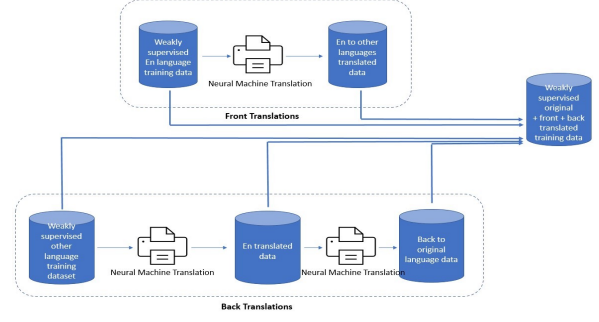 Weakly
supervised
En language
training data
Neural Machine Translation
En to other
languages
translated
data
Front Translations
Weakly
supervised
original
+ front + back
translated
training data
Weakly
supervised
other
language
training
dataset
Neural Machine Translation
En translated
data
Neural Machine Translation
Back to
original
language data
Back Translations